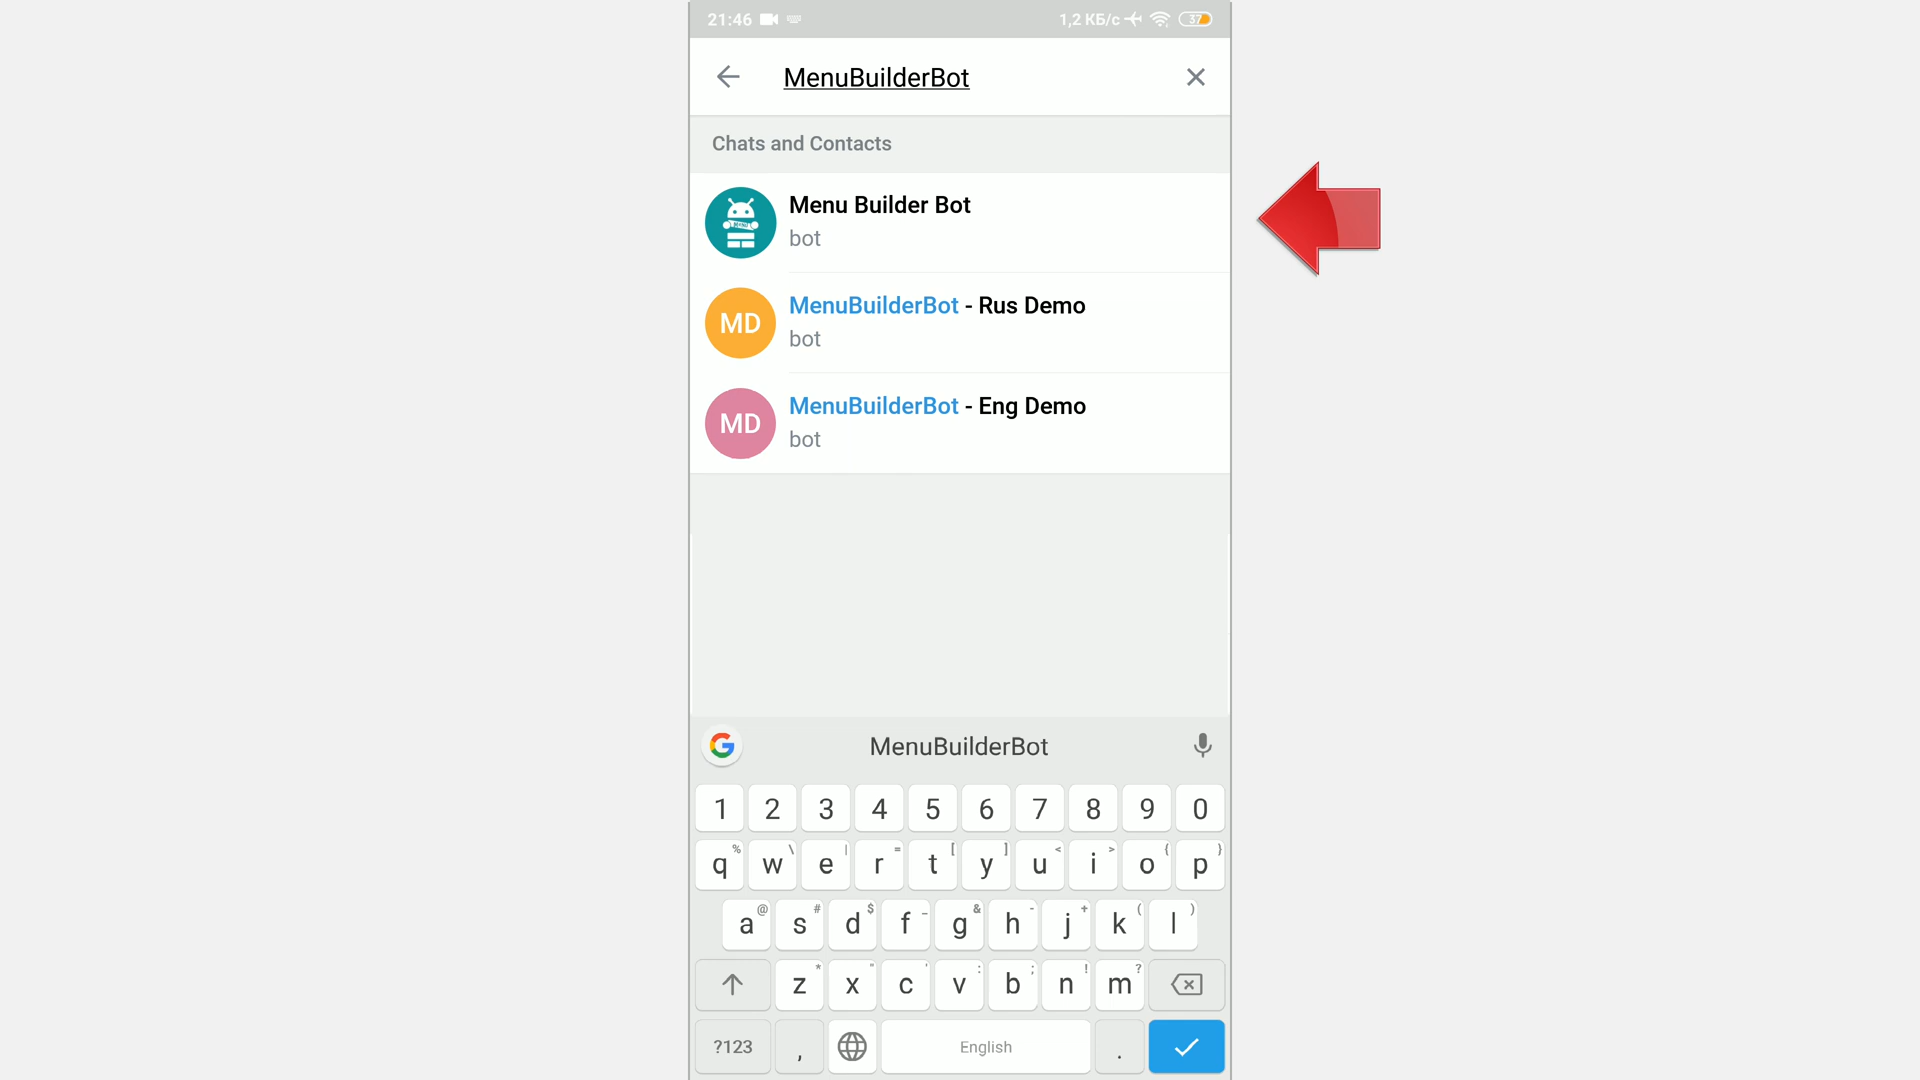 21:46 1,2 КБ/с 37
MenuBuilderBot
Chats and Contacts
Menu Builder Bot
bot
MD MenuBuilderBot - Rus Demo
bot
MD MenuBuilderBot - Eng Demo
bot
MenuBuilderBot
1 2 3 4 5 6 7 8 9 0
q % w \ e | r = t [ y ] u < i > o { p }
a @ s # d $ f _ g & h - j + k ( l )
z * x " c ' v : b ; n ! m ?
?123 , English .